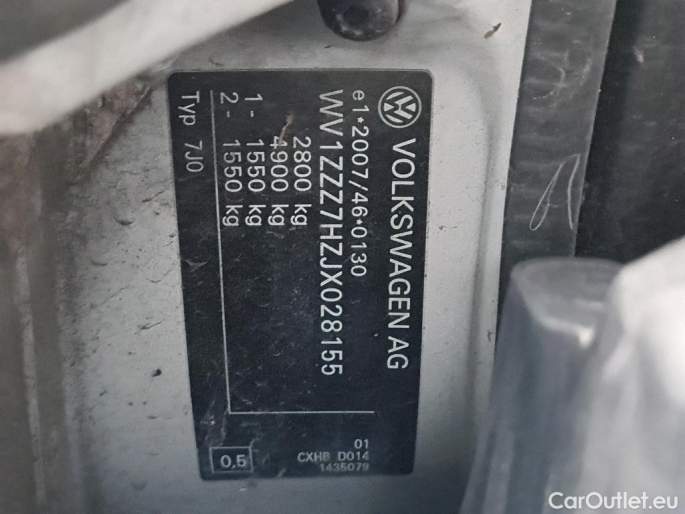 VOLKSWAGEN AG
e1*2007/46*0130
WV1ZZZ7HZJX028155
2800 kg
4900 kg
1- 1550 kg
2- 1550 kg
Typ 7J0
01
CXHB D014
1435079
0.5
CarOutlet.eu